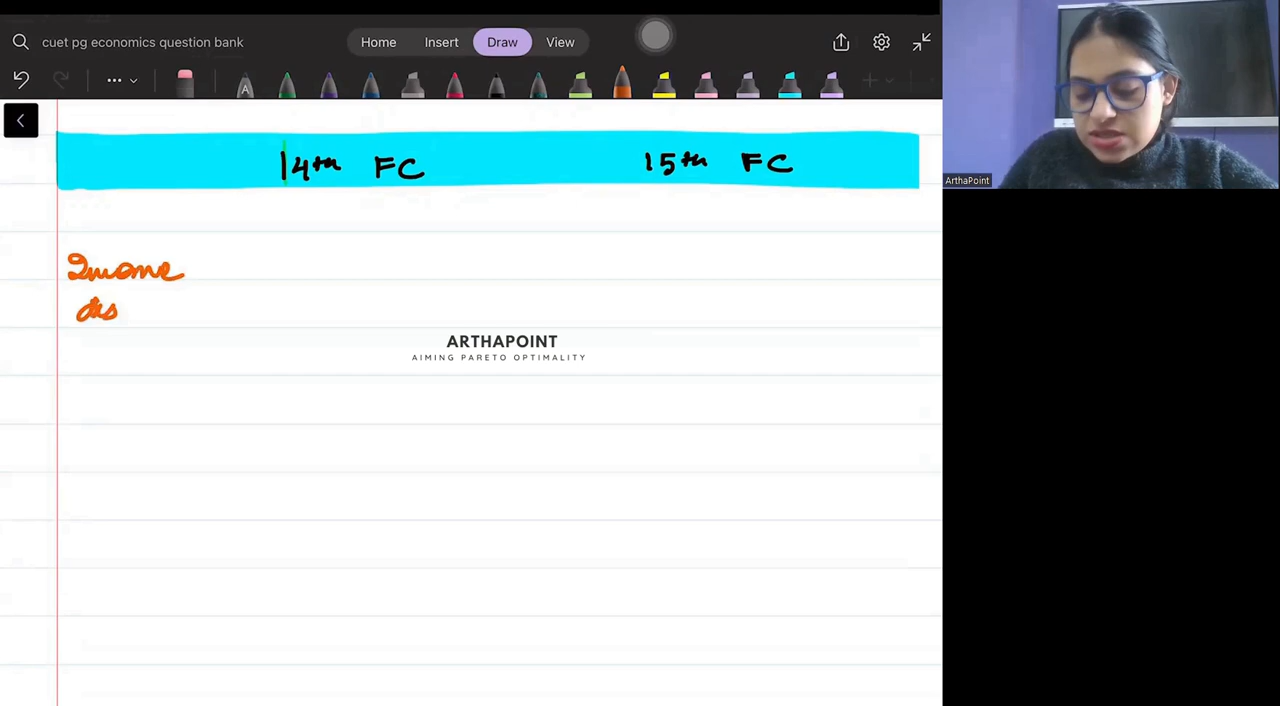 cuet pg economics question bank
Home Insert Draw View
A
14th FC 15th FC
Income
dis
ARTHAPOINT
AIMING PARETO OPTIMALITY
ArthaPoint